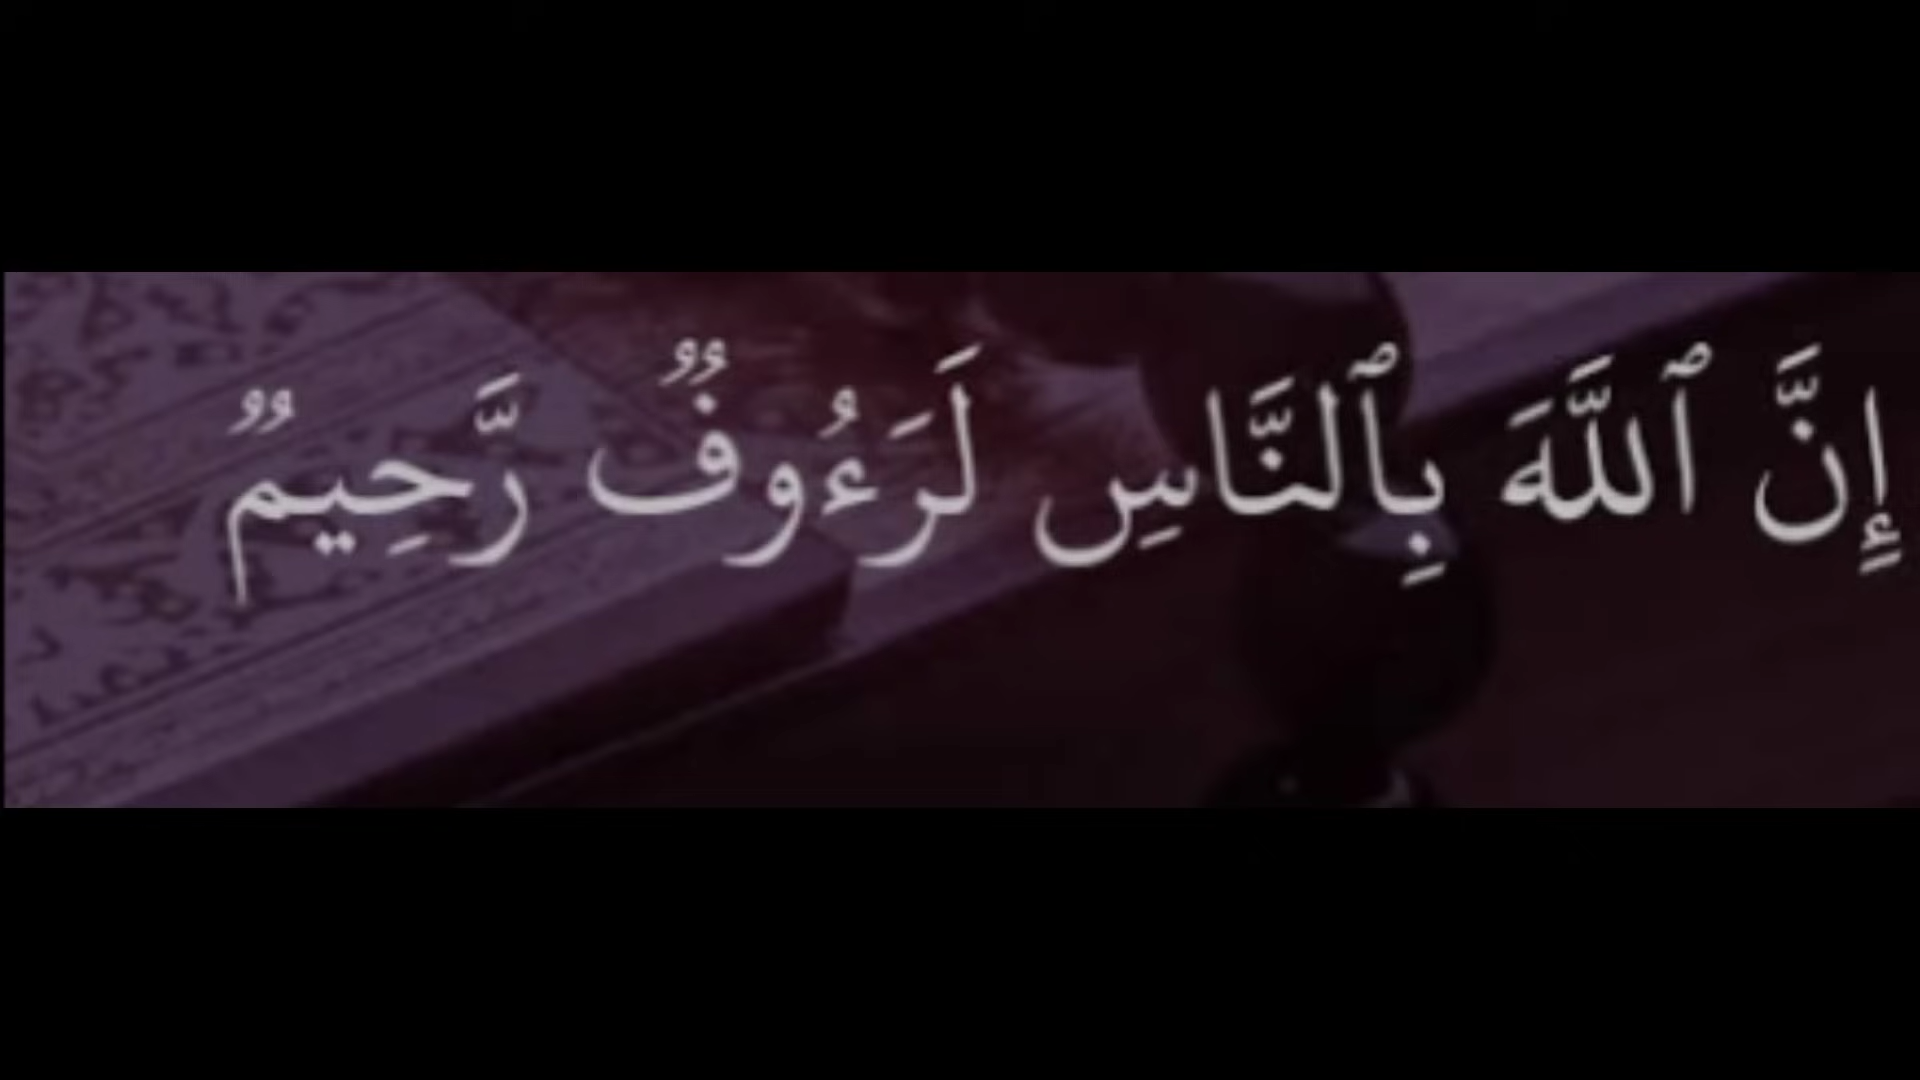 إِنَّ ٱللَّهَ بِٱلنَّاسِ لَرَءُوفٌ رَّحِيمٌ